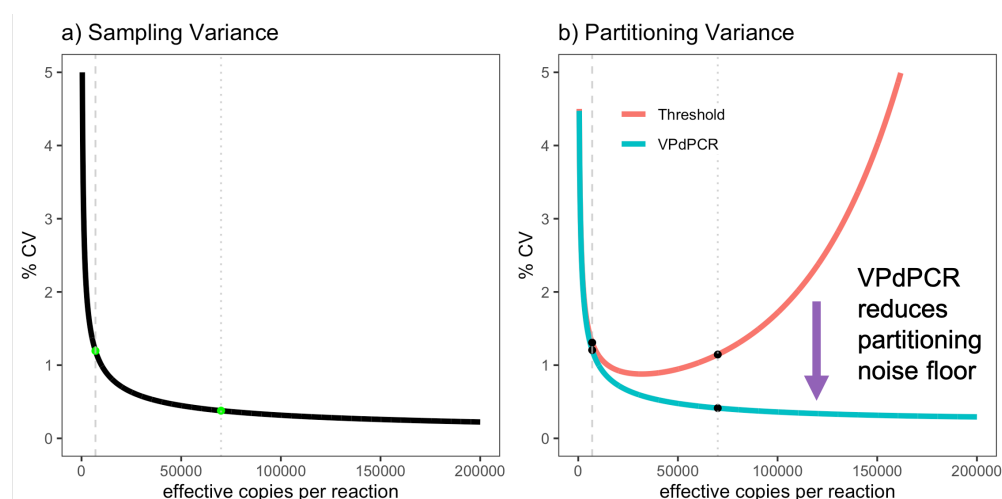 a) Sampling Variance
5
4
3
2
1
0
% CV
0
50000
100000
150000
200000
effective copies per reaction
b) Partitioning Variance
5
4
3
2
1
0
% CV
Threshold
VPdPCR
VPdPCR
reduces
partitioning
noise floor
0
50000
100000
150000
200000
effective copies per reaction